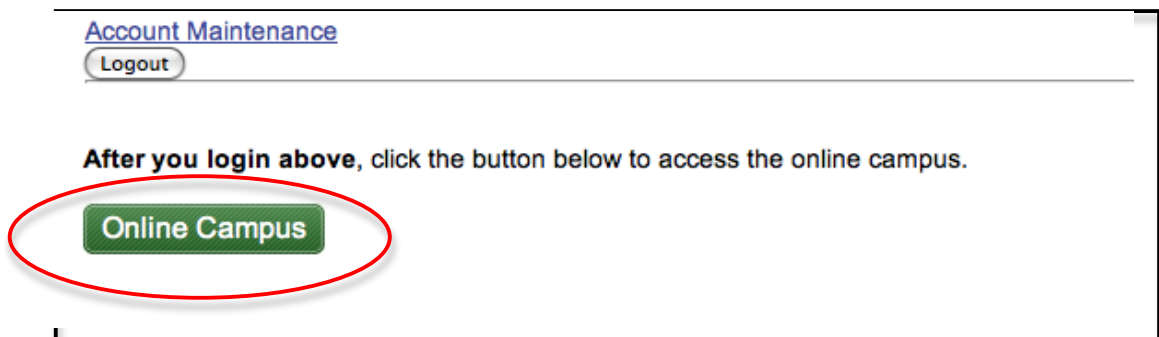 Account Maintenance
Logout
After you login above, click the button below to access the online campus.
Online Campus